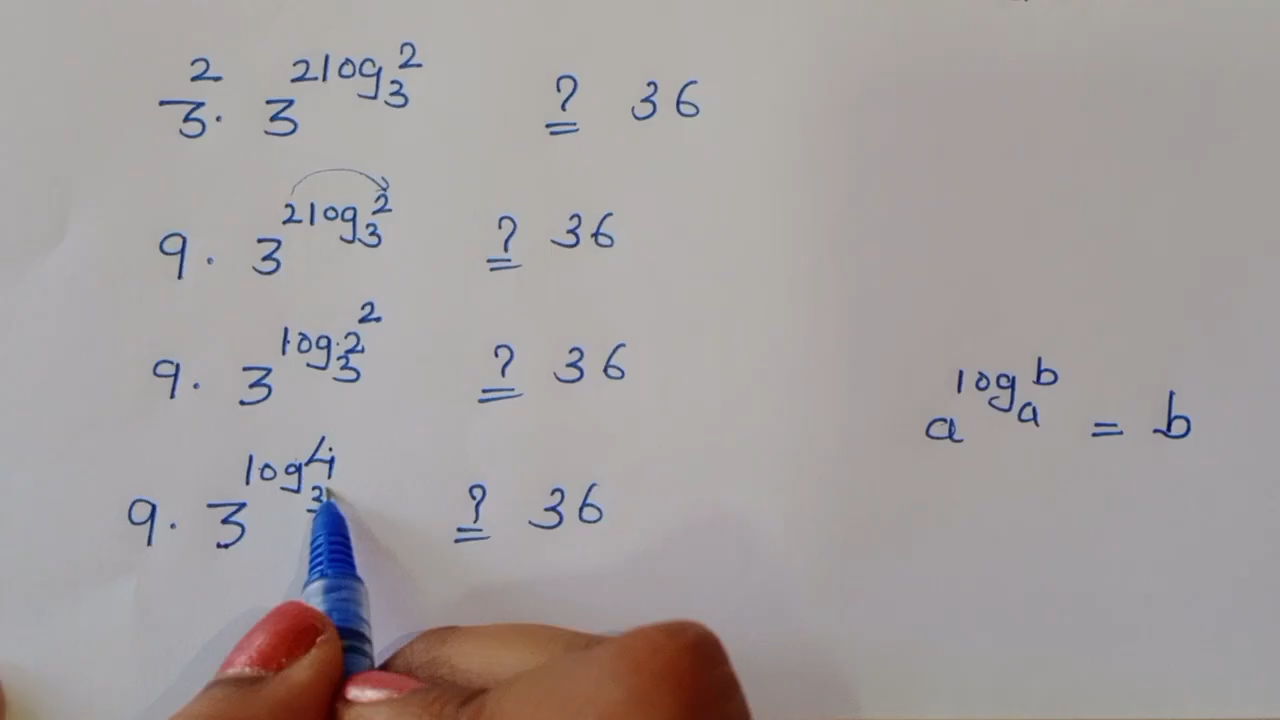 3². 3^{2log₃2} ?= 36
9. 3^{2log₃2} ?= 36
9. 3^{log₃2²} ?= 36
a^{logₐb} = b
9. 3^{log₃4} ?= 36